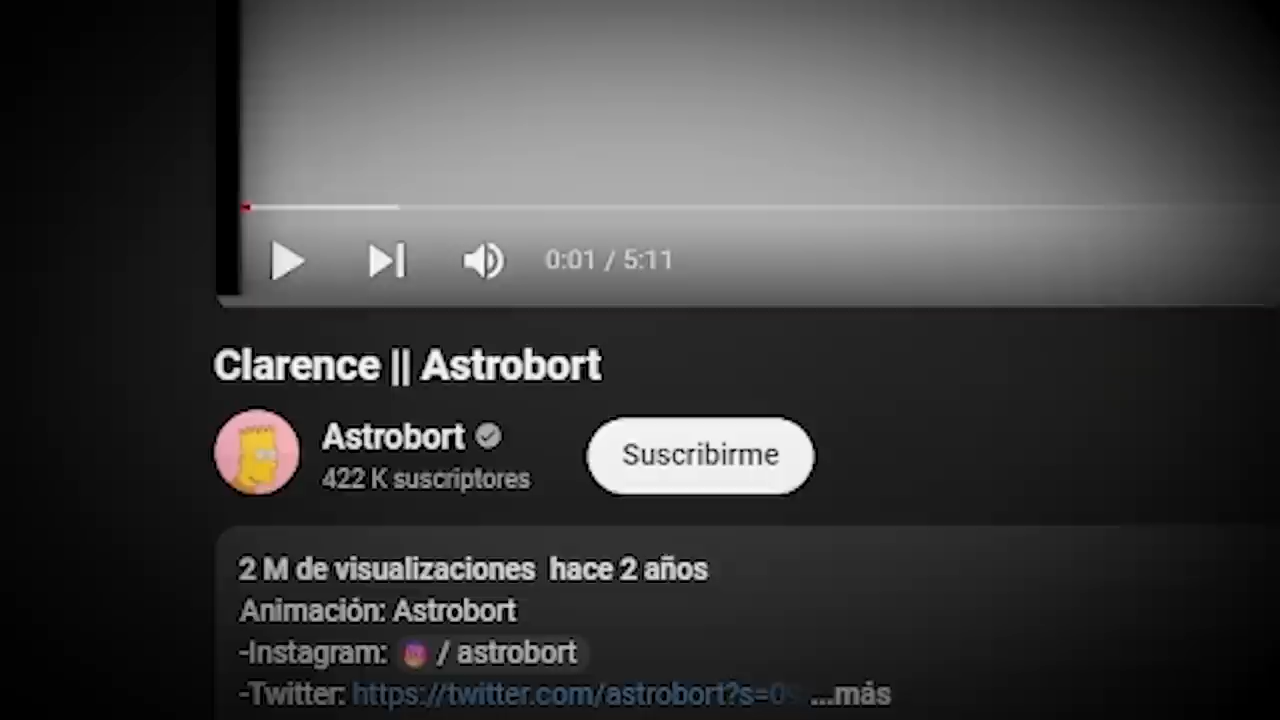 0:01 / 5:11
Clarence || Astrobort
Astrobort
Suscribirme
422 K suscriptores
2 M de visualizaciones hace 2 años
Animación: Astrobort
-Instagram: / astrobort
-Twitter: https://twitter.com/astrobort?s=0 ...más